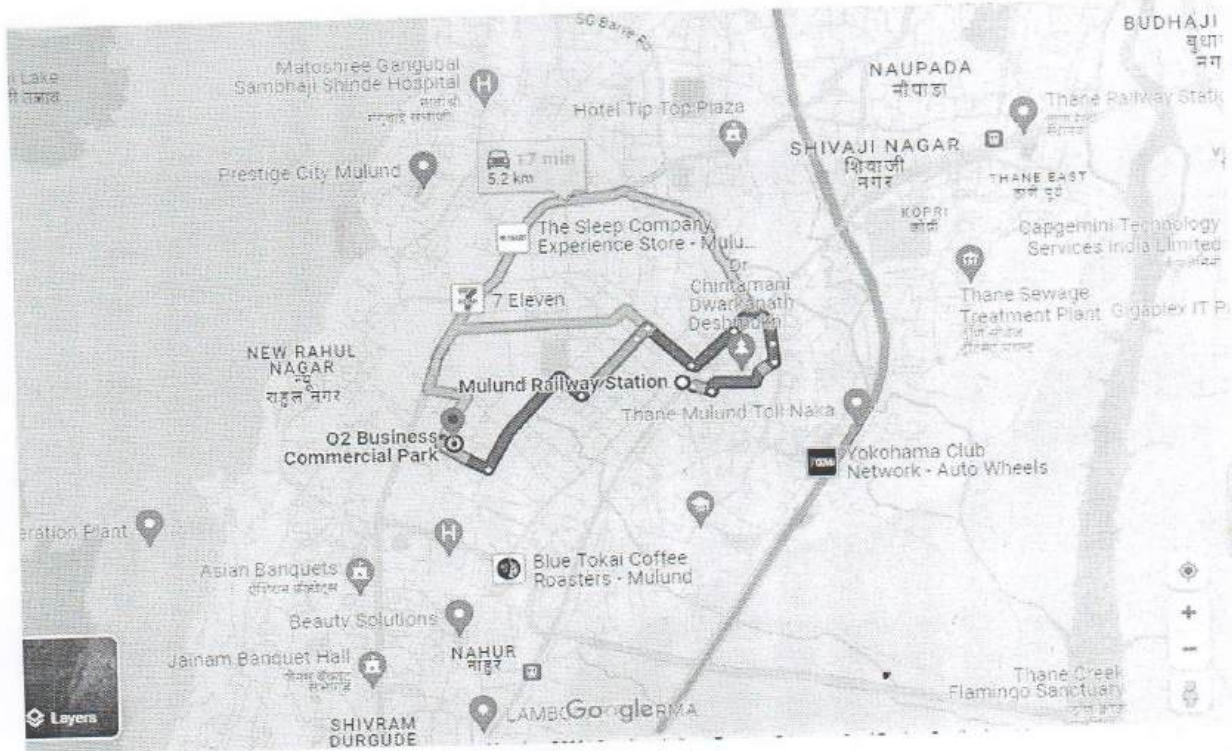 SG Barve Rd
BUDHAJI
बुधा
नग
Matoshree Gangubai
Sambhaji Shinde Hospital
Lake
NAUPADA
नौपाडा
Hotel Tip Top Plaza
Thane Railway Stati
SHIVAJI NAGAR
शिवाजी
नगर
17 min
5.2 km
Prestige City Mulund
THANE EAST
KOPRI
कोपरी
The Sleep Company
Experience Store - Mulu...
Capgemini Technology
Services India Limited
Dr
Chintamani
Dwarkanath
7 Eleven
Thane Sewage
Treatment Plant
Gigaplex IT P
NEW RAHUL
NAGAR
न्यू
राहुल नगर
Mulund Railway Station
Thane Mulund Toll Naka
O2 Business
Commercial Park
Yokohama Club
Network - Auto Wheels
eration Plant
Asian Banquets
Blue Tokai Coffee
Roasters - Mulund
Beauty Solutions
Jainam Banquet Hall
NAHUR
नाहुर
Thane Creek
Flamingo Sanctuary
Layers
SHIVRAM
DURGUDE
Google